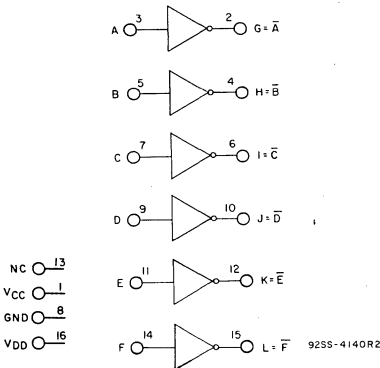 A 3 2 G = A̅
B 5 4 H = B̅
C 7 6 I = C̅
D 9 10 J = D̅
NC 13
E 11 12 K = E̅
VCC 1
GND 8
VDD 16
F 14 15 L = F̅ 92SS-4140R2